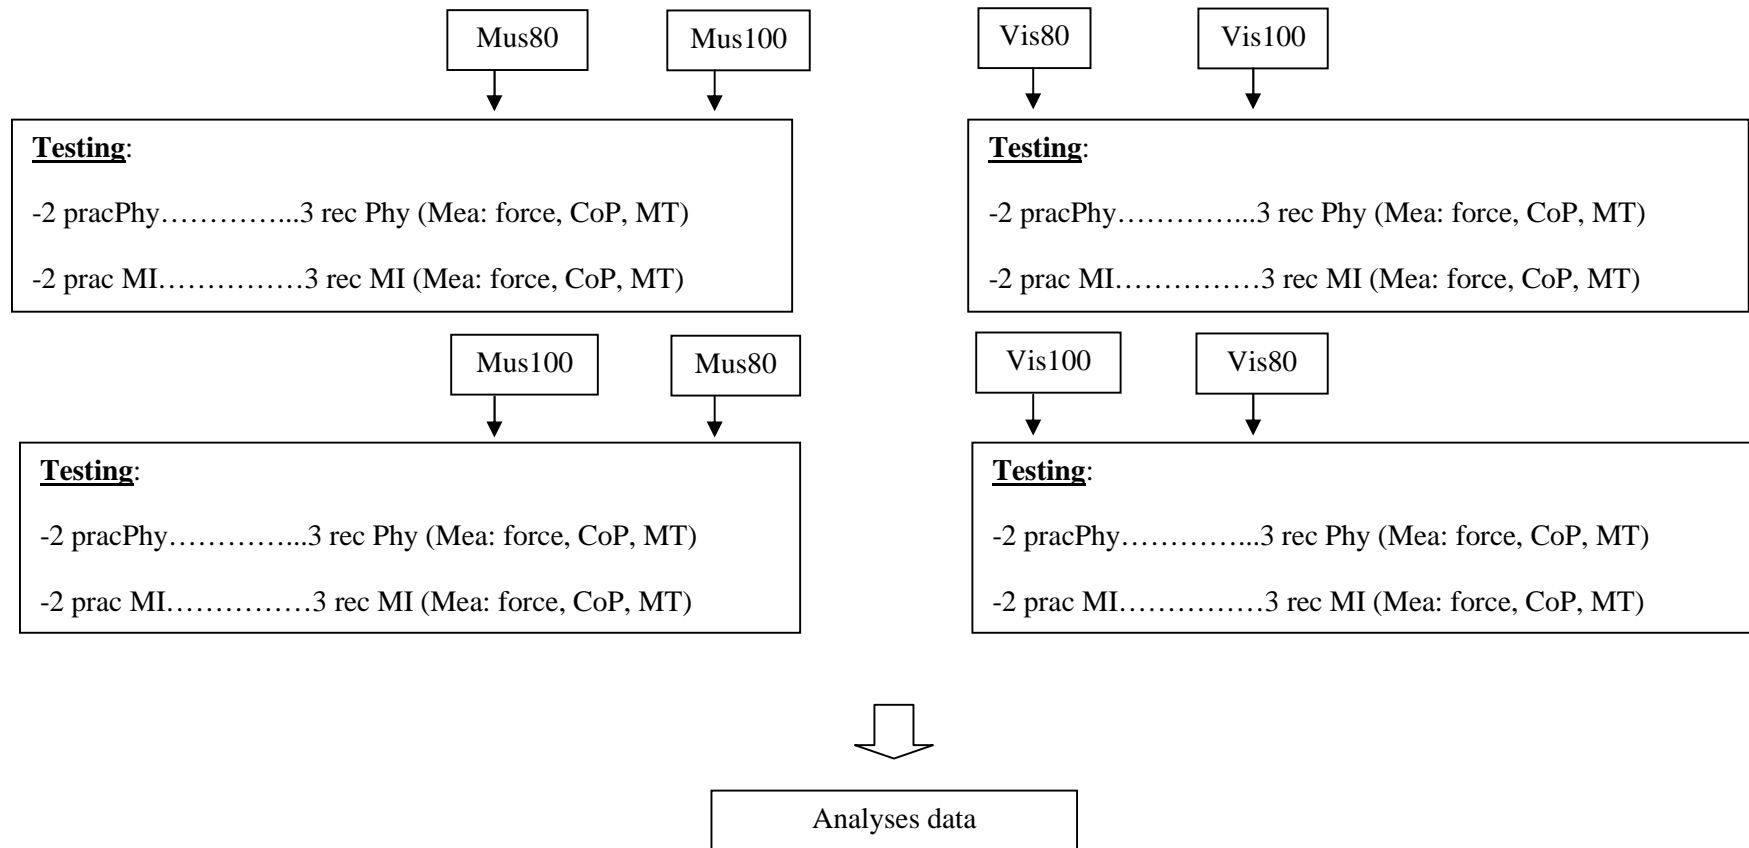 Mus80
Mus100
Testing:
-2 pracPhy…………...3 rec Phy (Mea: force, CoP, MT)
-2 prac MI……………3 rec MI (Mea: force, CoP, MT)
Vis80
Vis100
Testing:
-2 pracPhy…………...3 rec Phy (Mea: force, CoP, MT)
-2 prac MI……………3 rec MI (Mea: force, CoP, MT)
Mus100
Mus80
Testing:
-2 pracPhy…………...3 rec Phy (Mea: force, CoP, MT)
-2 prac MI……………3 rec MI (Mea: force, CoP, MT)
Vis100
Vis80
Testing:
-2 pracPhy…………...3 rec Phy (Mea: force, CoP, MT)
-2 prac MI……………3 rec MI (Mea: force, CoP, MT)
Analyses data